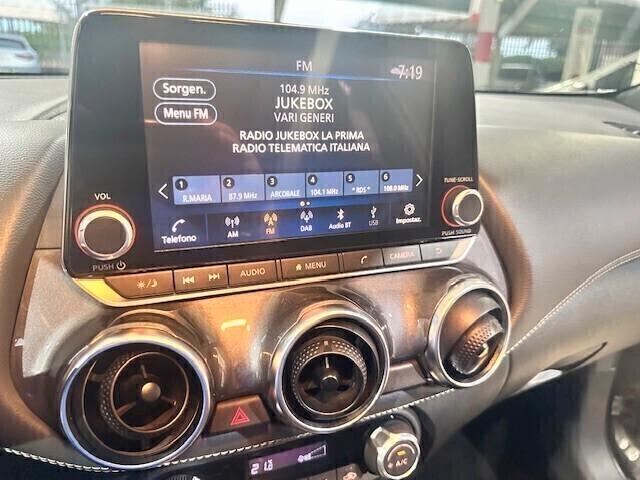 FM
7:19
Sorgen.
104.9 MHz
JUKEBOX
Menu FM
VARI GENERI
RADIO JUKEBOX LA PRIMA
RADIO TELEMATICA ITALIANA
1 R.MARIA
2 87.9 MHz
3 ARCOBALE
4 104.1 MHz
5 * RDS *
6 108.0 MHz
Telefono
AM
FM
DAB
Audio BT
USB
Impostaz.
VOL
PUSH
TUNE·SCROLL
PUSH SOUND
AUDIO
MENU
CAMERA
A/C